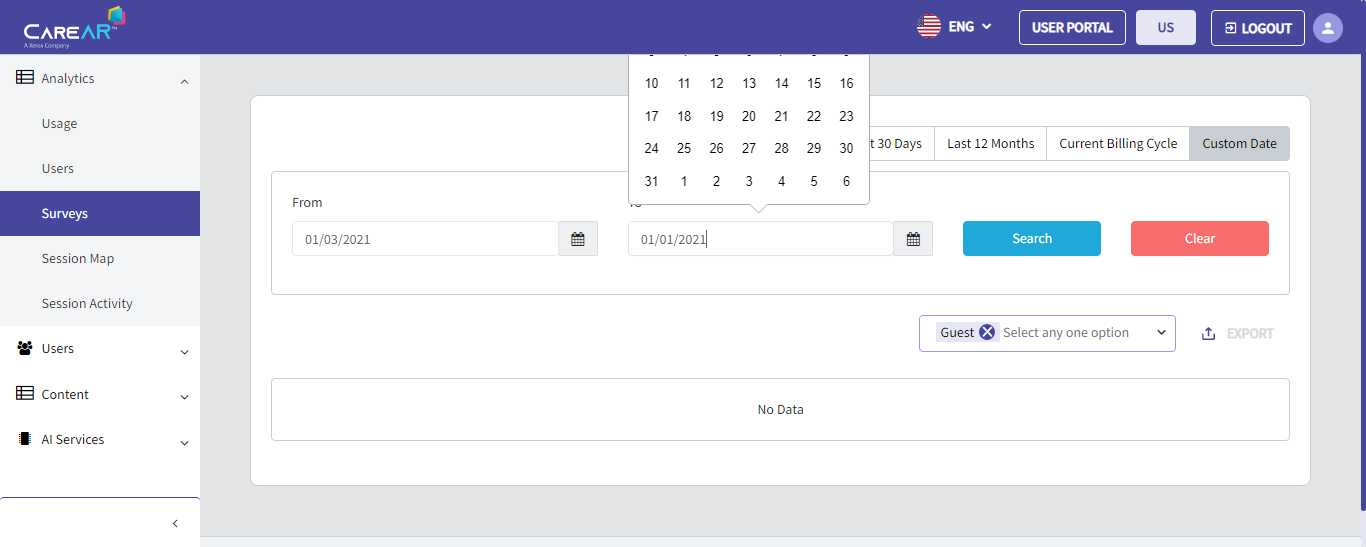 CAREAR™
A Xerox Company
ENG
USER PORTAL
US
LOGOUT
Analytics
Usage
Users
Surveys
Session Map
Session Activity
Users
Content
AI Services
10 11 12 13 14 15 16
17 18 19 20 21 22 23
24 25 26 27 28 29 30
31 1 2 3 4 5 6
30 Days
Last 12 Months
Current Billing Cycle
Custom Date
From
01/03/2021
01/01/2021
Search
Clear
Guest
Select any one option
EXPORT
No Data